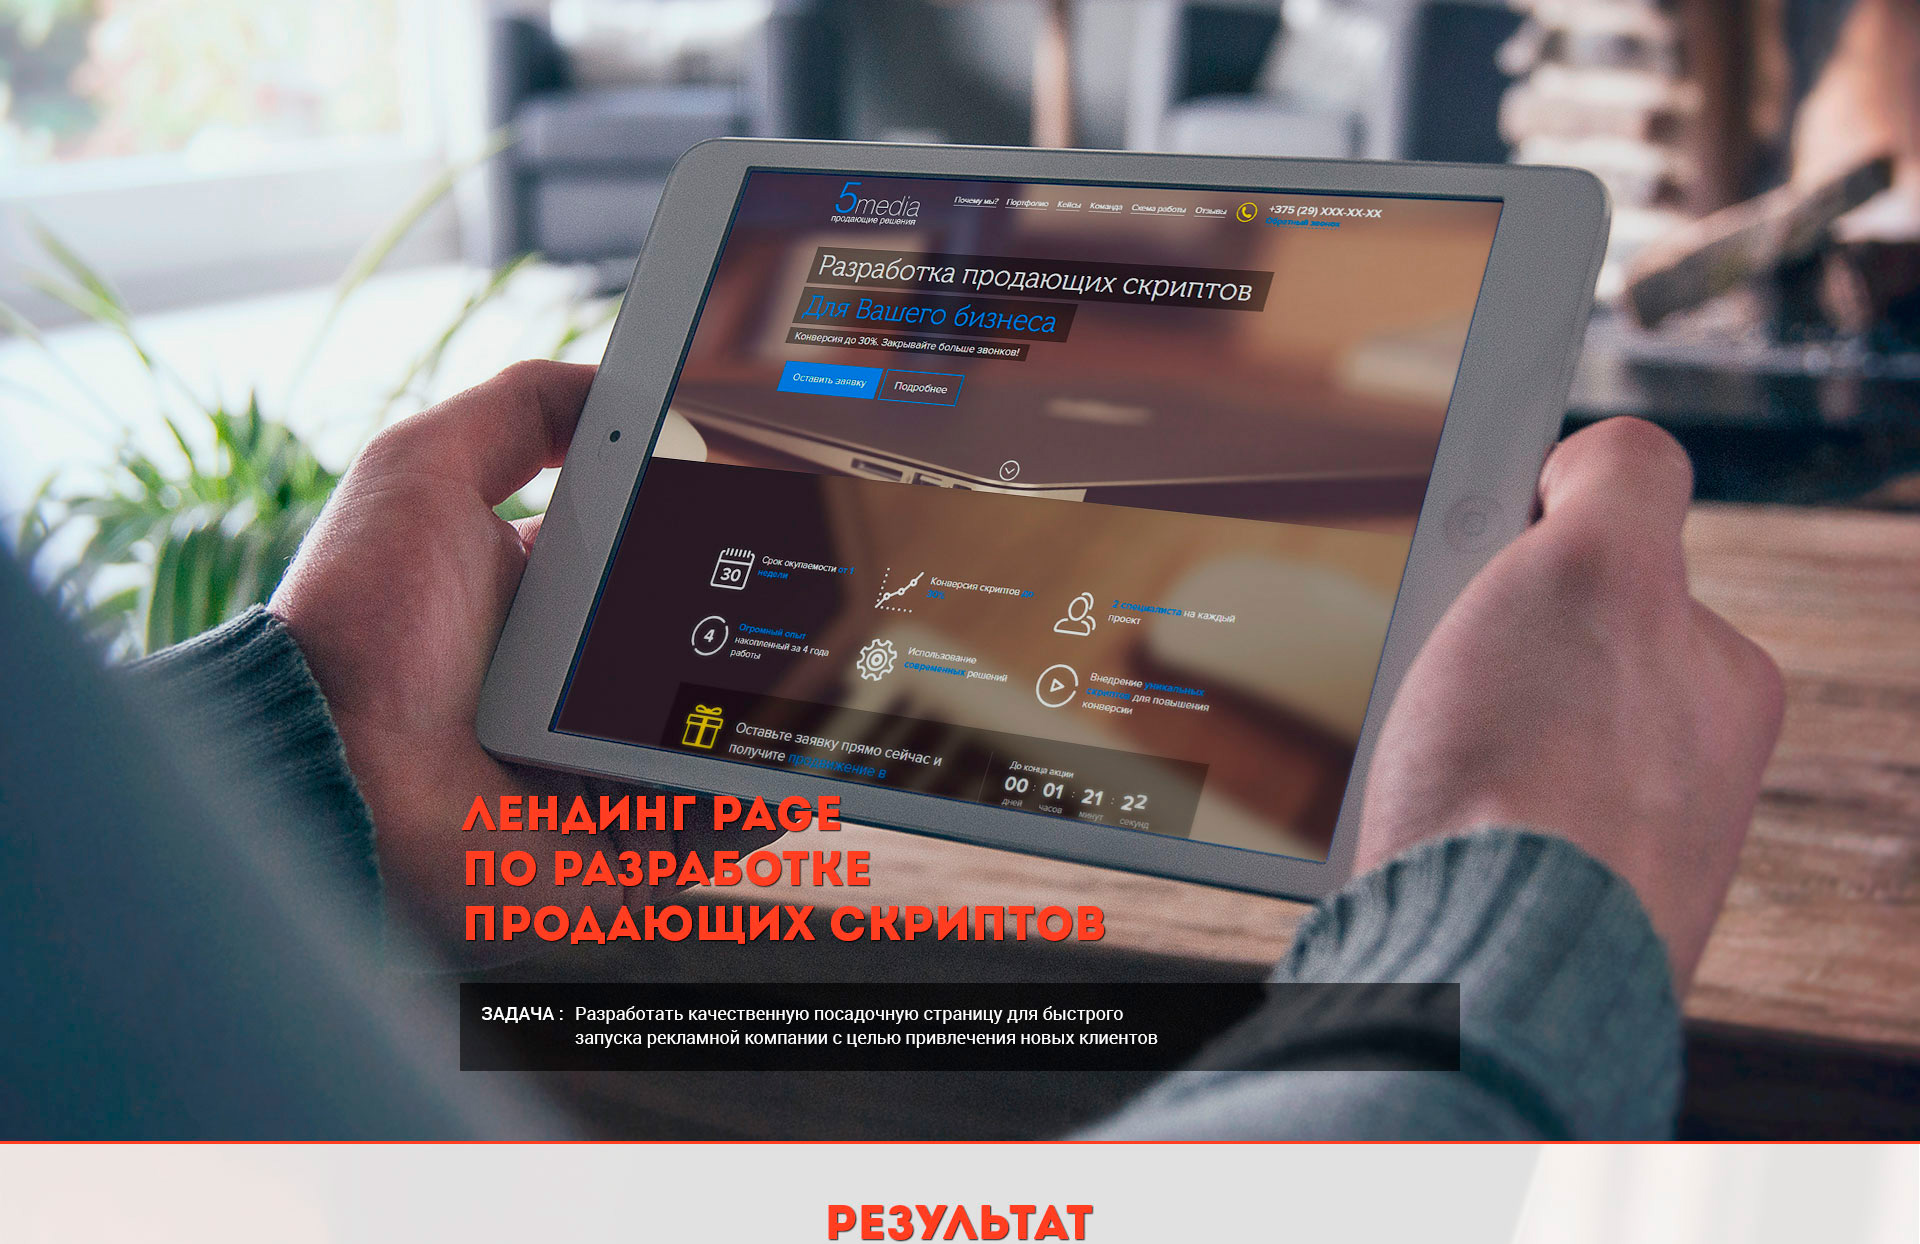 5media
продающие решения
Почему мы? Портфолио Кейсы Команда Схема работы Отзывы
+375 (29) XXX-XX-XX
Обратный звонок
Разработка продающих скриптов
Для Вашего бизнеса
Конверсия до 30%. Закрывайте больше звонков!
Оставить заявку Подробнее
30
Срок окупаемости от 1
недели
Конверсия скриптов
2 специалиста на каждый
проект
4
Огромный опыт
накопленный за 4 года
работы
Использование
современных решений
Внедрение уникальных
скриптов для повышения
конверсии
Оставьте заявку прямо сейчас и
получите продвижение в
До конца акции
00 : 01 : 21 : 22
дней часов минут секунд
ЛЕНДИНГ PAGE
ПО РАЗРАБОТКЕ
ПРОДАЮЩИХ СКРИПТОВ
ЗАДАЧА : Разработать качественную посадочную страницу для быстрого
запуска рекламной компании с целью привлечения новых клиентов
РЕЗУЛЬТАТ